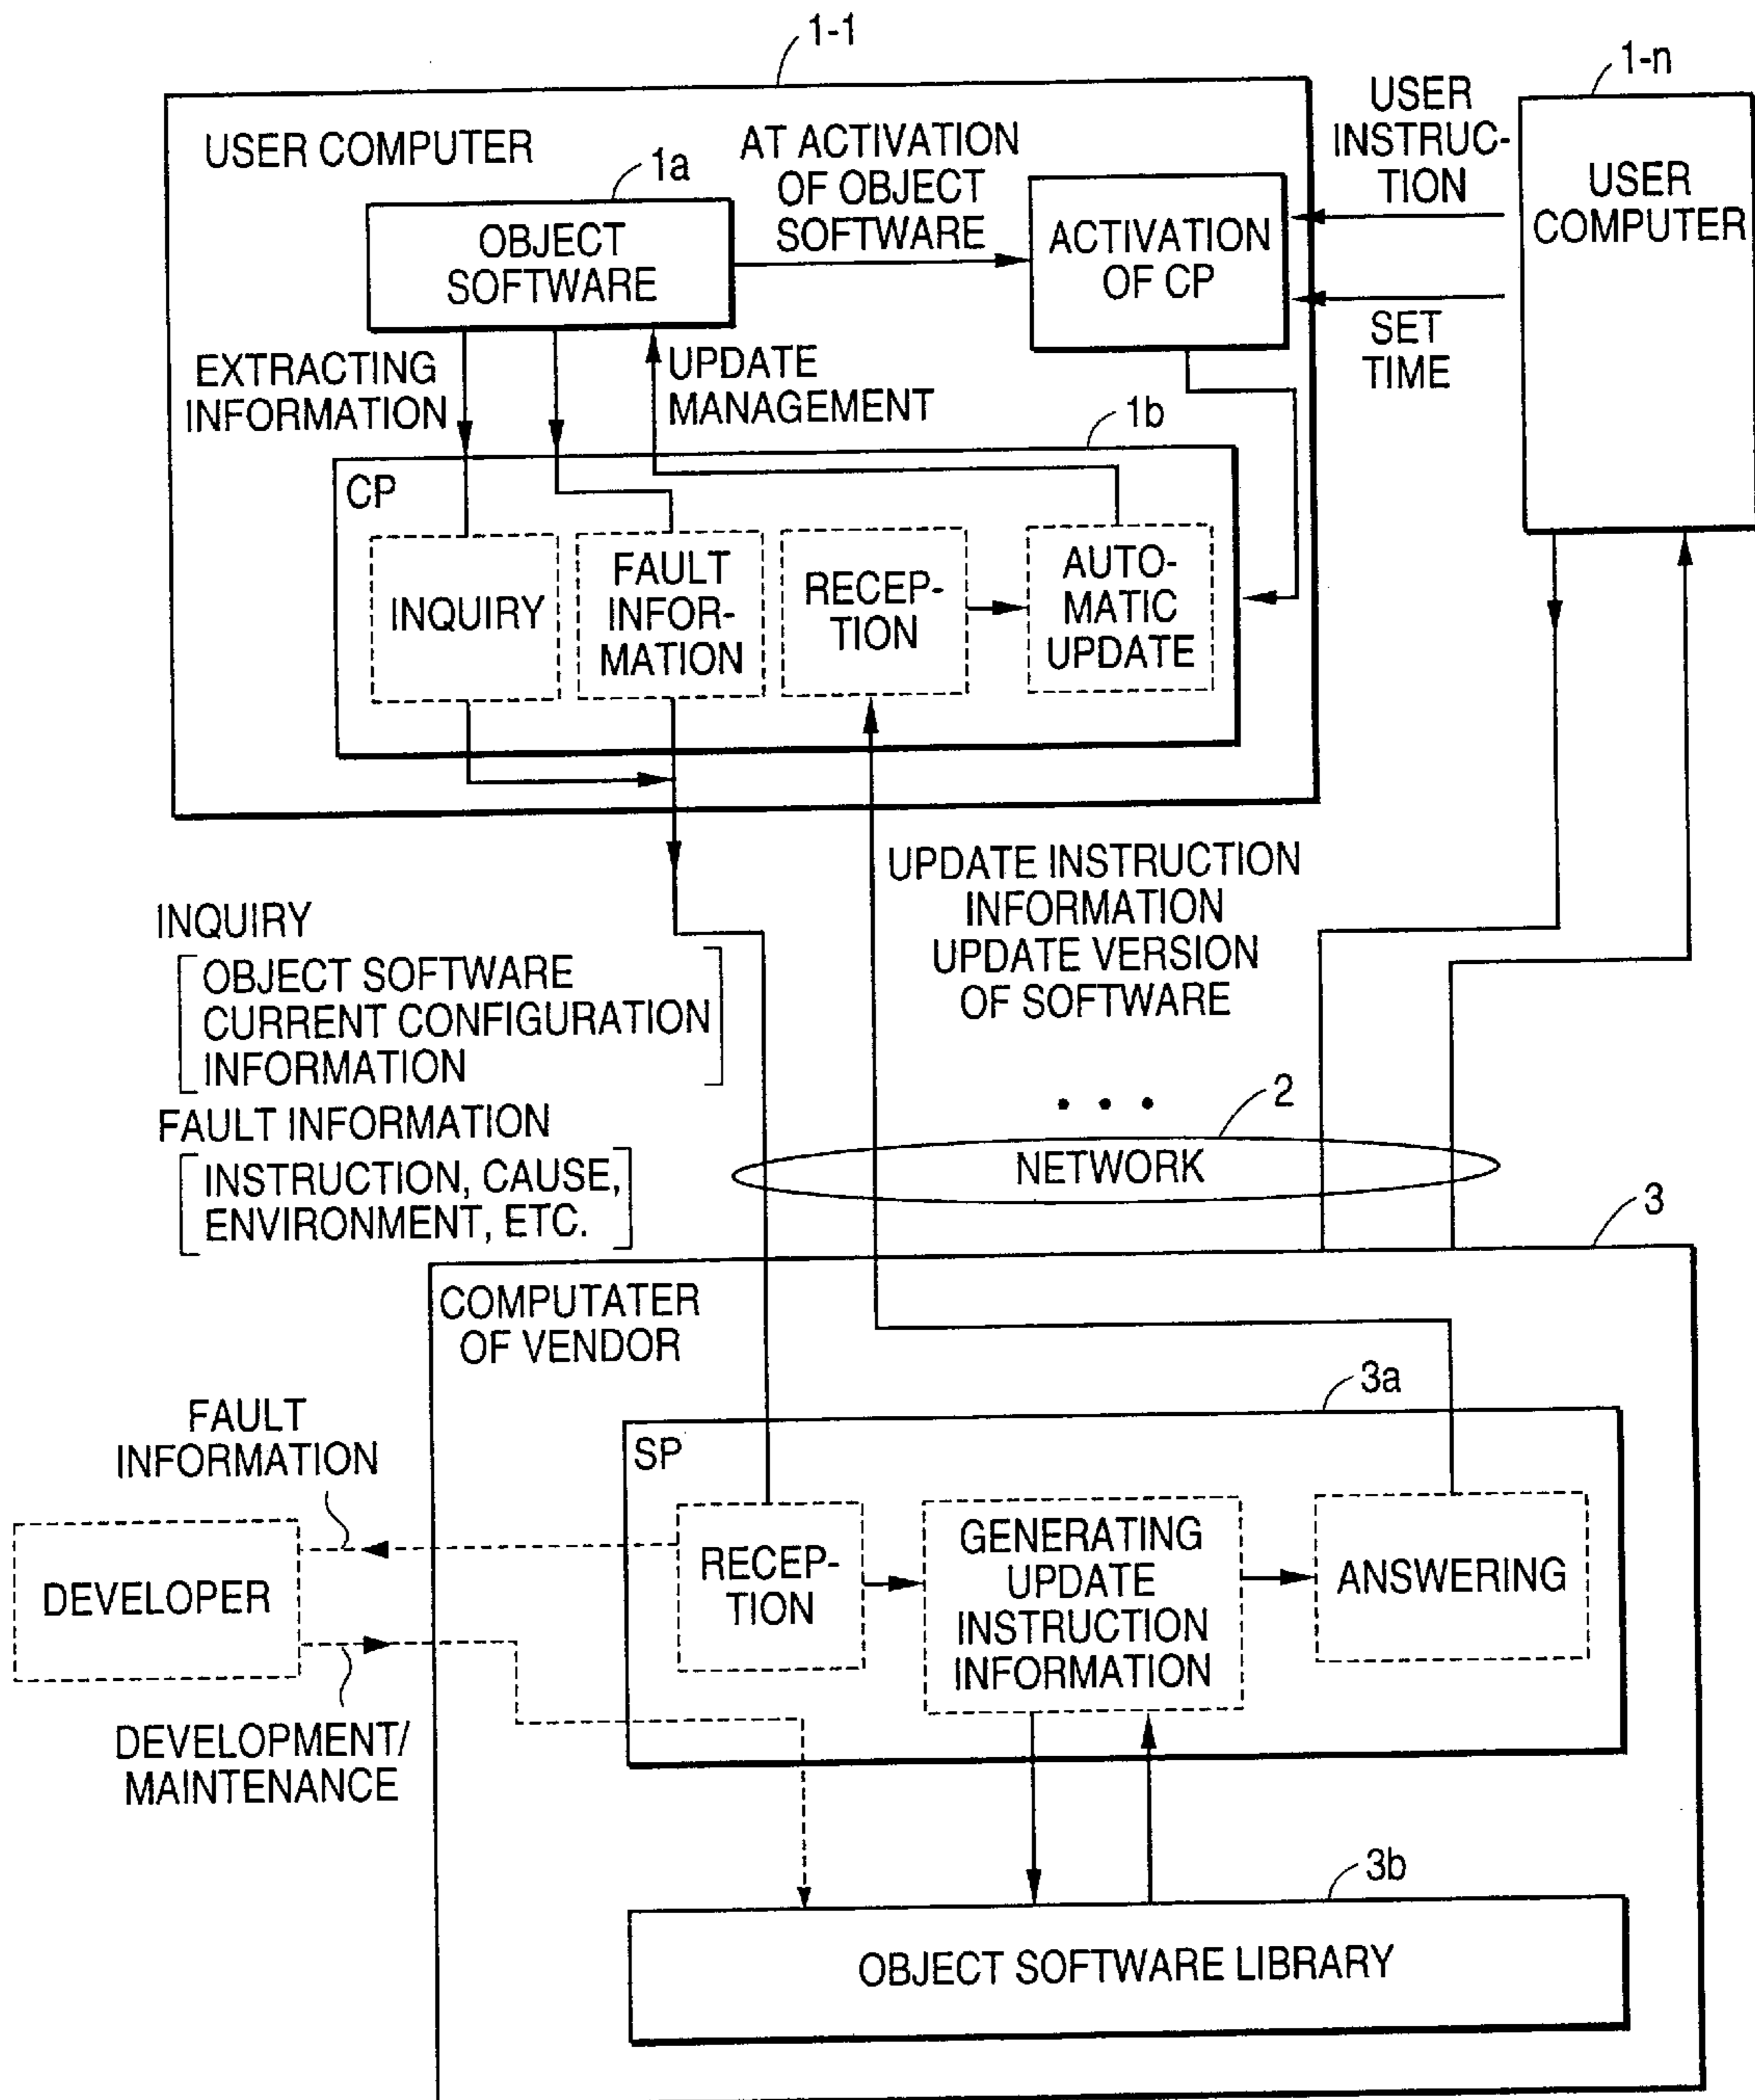 1-1
1-n
USER COMPUTER
1a
AT ACTIVATION
OF OBJECT
SOFTWARE
USER
INSTRUC-
TION
USER
COMPUTER
OBJECT
SOFTWARE
ACTIVATION
OF CP
SET
TIME
EXTRACTING
INFORMATION
UPDATE
MANAGEMENT
1b
CP
INQUIRY
FAULT
INFOR-
MATION
RECEP-
TION
AUTO-
MATIC
UPDATE
UPDATE INSTRUCTION
INFORMATION
UPDATE VERSION
OF SOFTWARE
INQUIRY
OBJECT SOFTWARE
CURRENT CONFIGURATION
INFORMATION
FAULT INFORMATION
INSTRUCTION, CAUSE,
ENVIRONMENT, ETC.
• • •
2
NETWORK
3
COMPUTATER
OF VENDOR
3a
FAULT
INFORMATION
SP
DEVELOPER
RECEP-
TION
GENERATING
UPDATE
INSTRUCTION
INFORMATION
ANSWERING
DEVELOPMENT/
MAINTENANCE
3b
OBJECT SOFTWARE LIBRARY